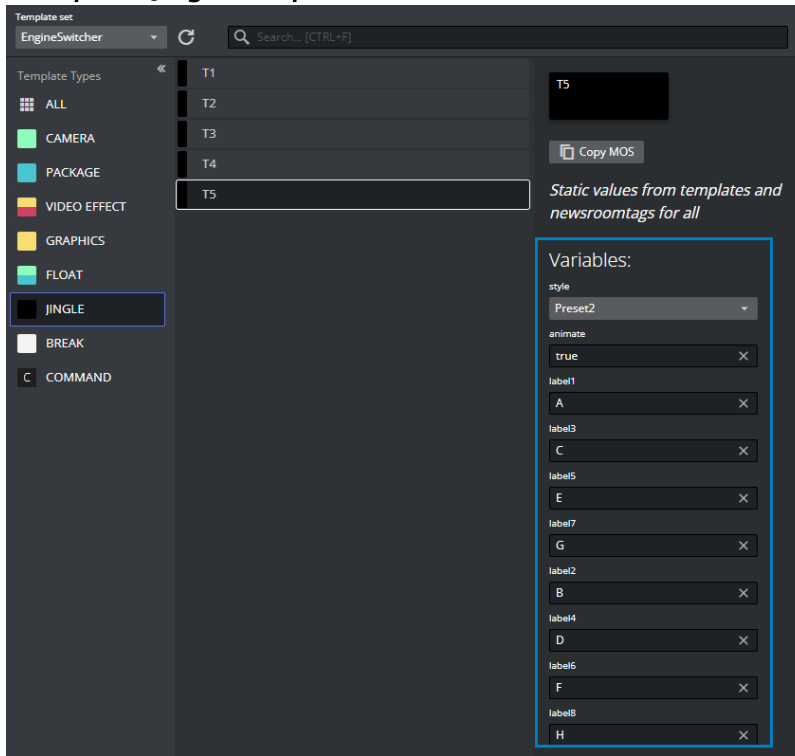 Template set
EngineSwitcher
Search... [CTRL+F]
Template Types
ALL
CAMERA
PACKAGE
VIDEO EFFECT
GRAPHICS
FLOAT
JINGLE
BREAK
C COMMAND
T1
T2
T3
T4
T5
T5
Copy MOS
Static values from templates and
newsroomtags for all
Variables:
style
Preset2
animate
true
label1
A
label3
C
label5
E
label7
G
label2
B
label4
D
label6
F
label8
H